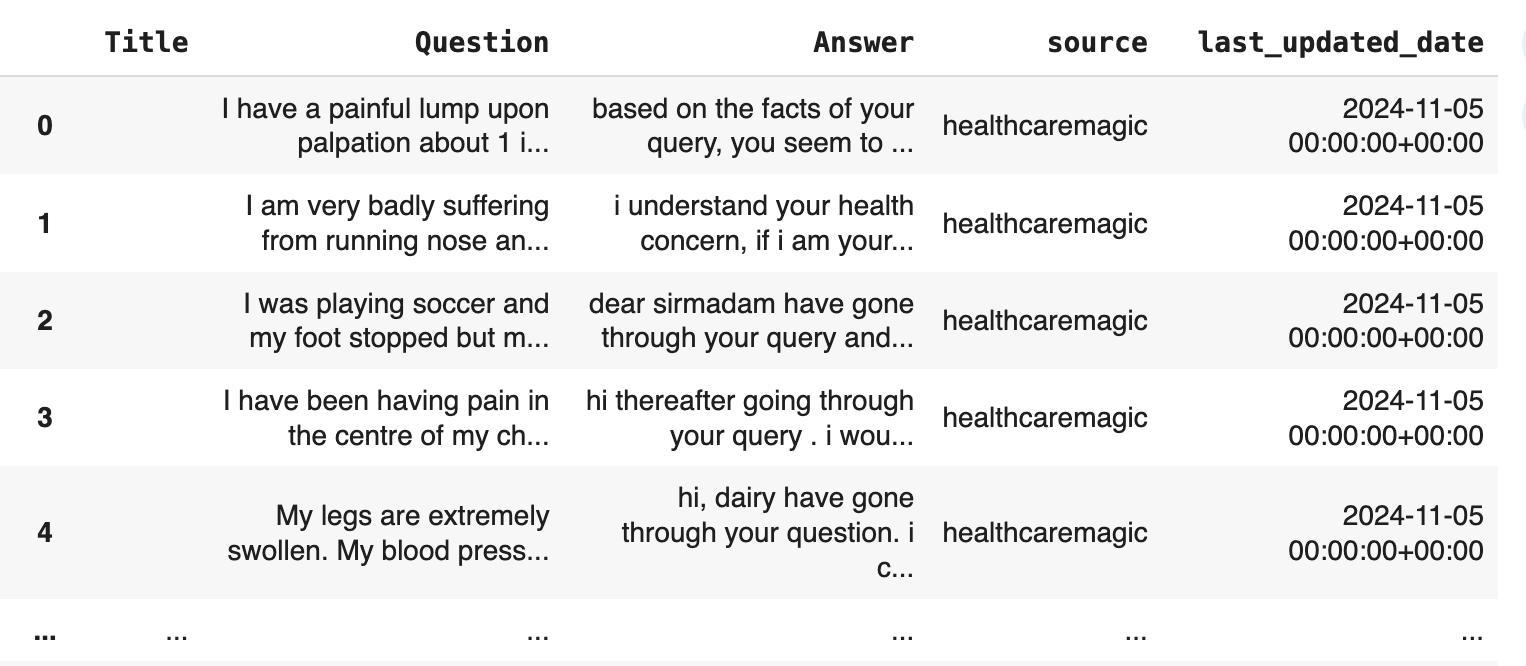 Title Question Answer source last_updated_date
0 I have a painful lump upon palpation about 1 i... based on the facts of your query, you seem to ... healthcaremagic 2024-11-05 00:00:00+00:00
1 I am very badly suffering from running nose an... i understand your health concern, if i am your... healthcaremagic 2024-11-05 00:00:00+00:00
2 I was playing soccer and my foot stopped but m... dear sirmadam have gone through your query and... healthcaremagic 2024-11-05 00:00:00+00:00
3 I have been having pain in the centre of my ch... hi thereafter going through your query . i wou... healthcaremagic 2024-11-05 00:00:00+00:00
4 My legs are extremely swollen. My blood press... hi, dairy have gone through your question. i c... healthcaremagic 2024-11-05 00:00:00+00:00
... ... ... ... ... ...